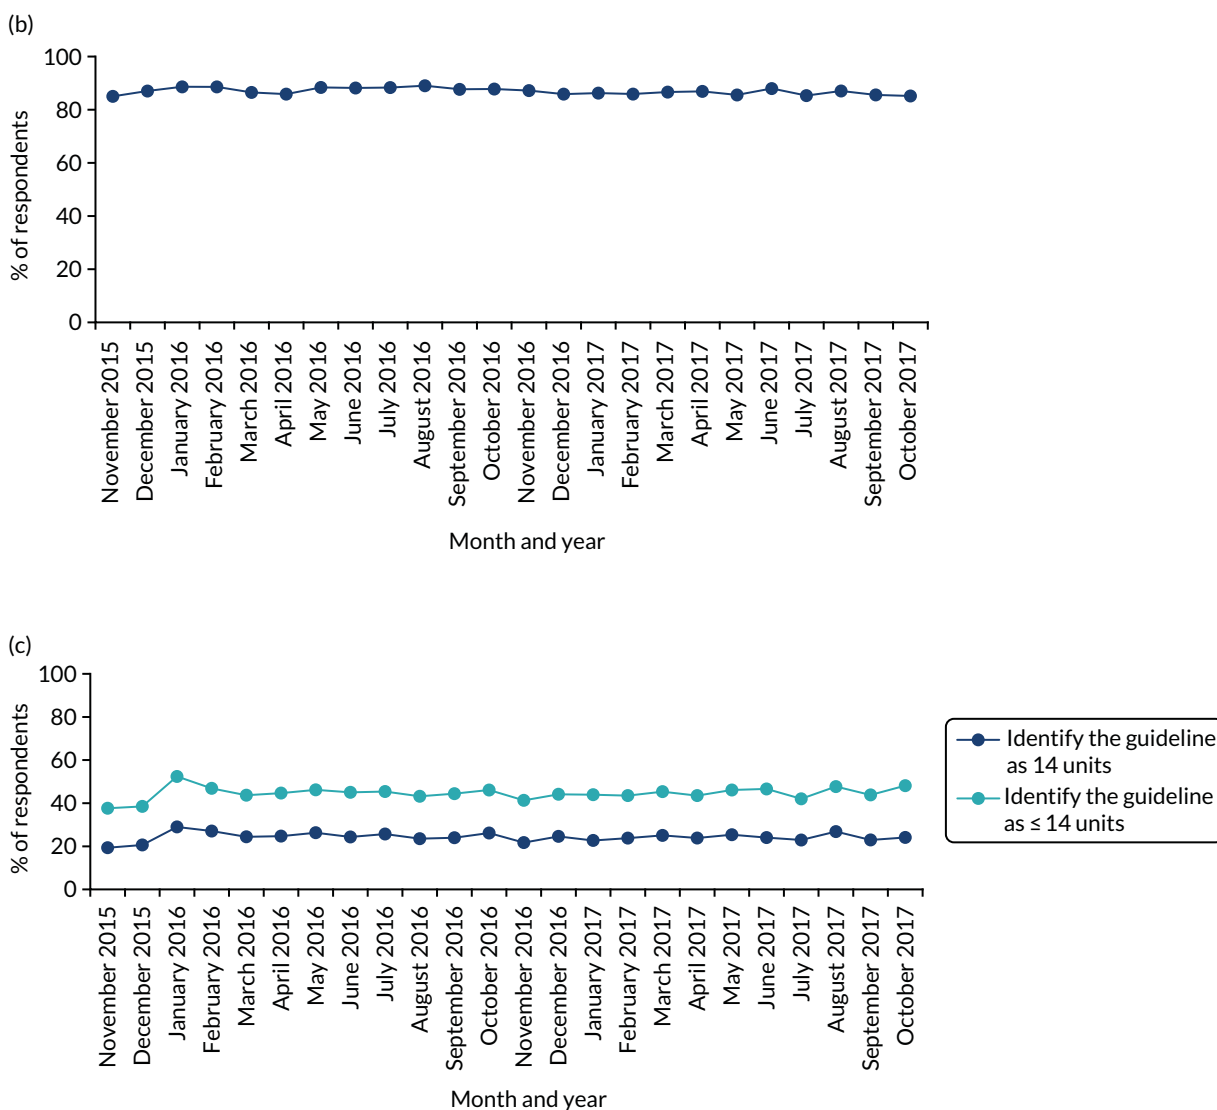 (b)
100
80
60
40
20
0
% of respondents
November 2015
December 2015
January 2016
February 2016
March 2016
April 2016
May 2016
June 2016
July 2016
August 2016
September 2016
October 2016
November 2016
December 2016
January 2017
February 2017
March 2017
April 2017
May 2017
June 2017
July 2017
August 2017
September 2017
October 2017
Month and year
(c)
100
80
60
40
20
0
% of respondents
November 2015
December 2015
January 2016
February 2016
March 2016
April 2016
May 2016
June 2016
July 2016
August 2016
September 2016
October 2016
November 2016
December 2016
January 2017
February 2017
March 2017
April 2017
May 2017
June 2017
July 2017
August 2017
September 2017
October 2017
Month and year
Identify the guideline
as 14 units
Identify the guideline
as ≤ 14 units